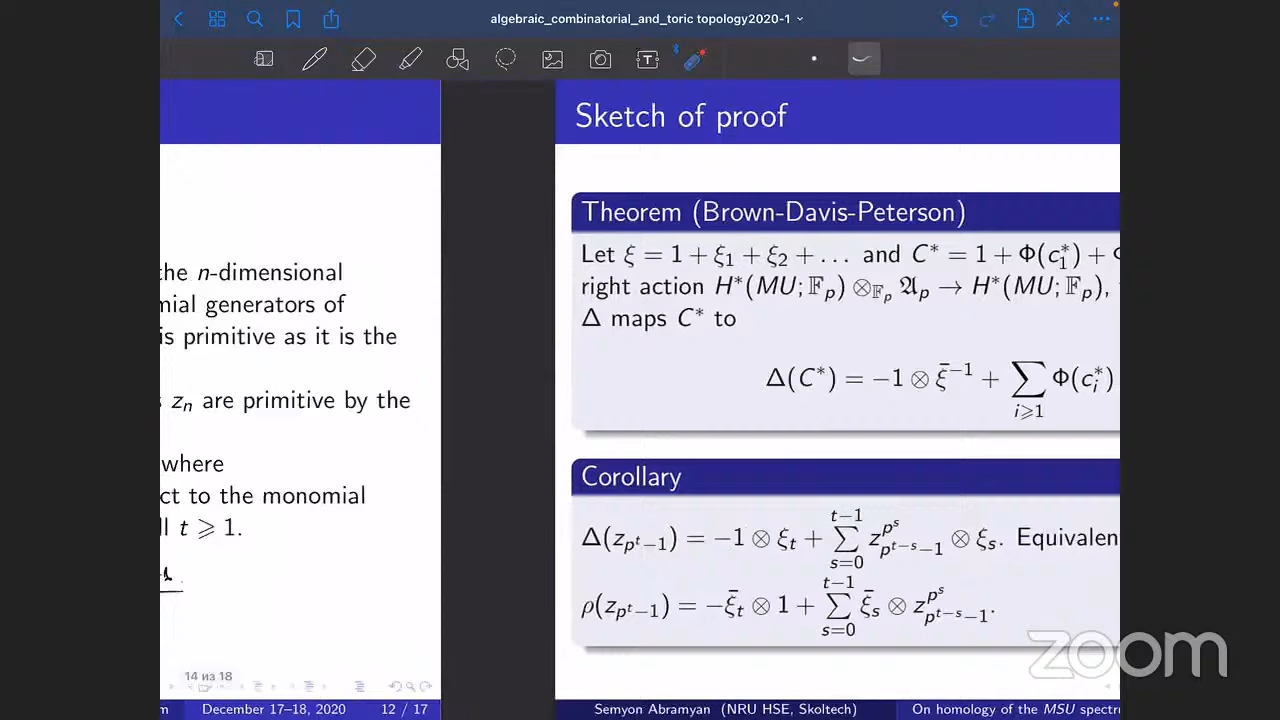 algebraic_combinatorial_and_toric topology2020-1
the n-dimensional
mial generators of
is primitive as it is the
z_n are primitive by the
where
ct to the monomial
ll t ⩾ 1.
14 из 18
December 17–18, 2020 12 / 17
Sketch of proof
Theorem (Brown-Davis-Peterson)
Let ξ = 1 + ξ₁ + ξ₂ + … and C* = 1 + Φ(c₁*) +
right action H*(MU; 𝔽_p) ⊗_{𝔽_p} 𝔄_p → H*(MU; 𝔽_p),
Δ maps C* to
Δ(C*) = −1 ⊗ ξ̄^{−1} + ∑_{i⩾1} Φ(c_i*)
Corollary
Δ(z_{p^t−1}) = −1 ⊗ ξ_t + ∑_{s=0}^{t−1} z_{p^{t−s}−1}^{p^s} ⊗ ξ_s. Equivalen
ρ(z_{p^t−1}) = −ξ̄_t ⊗ 1 + ∑_{s=0}^{t−1} ξ̄_s ⊗ z_{p^{t−s}−1}^{p^s}.
Semyon Abramyan (NRU HSE, Skoltech) On homology of the MSU spectr
zoom